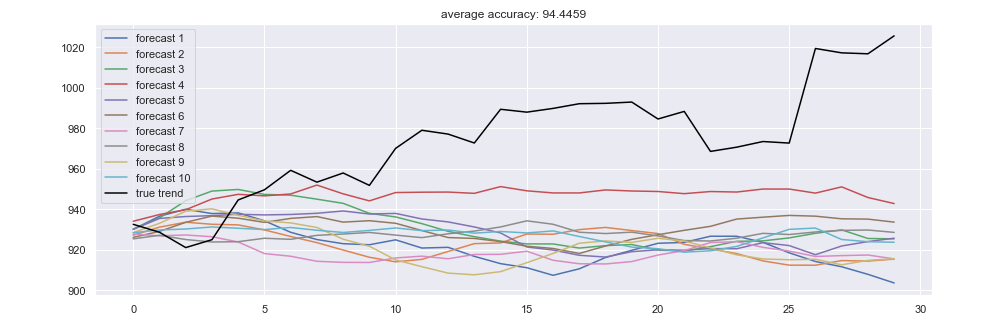 average accuracy: 94.4459
forecast 1
forecast 2
forecast 3
forecast 4
forecast 5
forecast 6
forecast 7
forecast 8
forecast 9
forecast 10
true trend
1020
1000
980
960
940
920
900
0 5 10 15 20 25 30